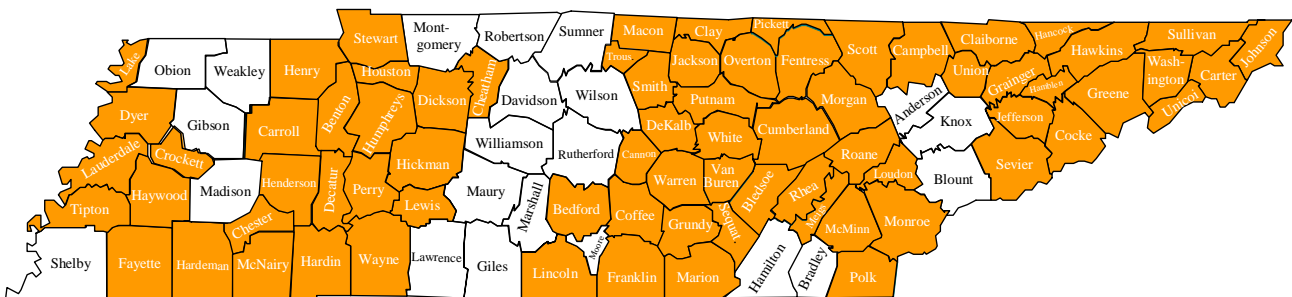 Stewart
Mont-
gomery
Robertson
Sumner
Macon
Clay
Pickett
Scott
Campbell
Claiborne
Hancock
Hawkins
Sullivan
Johnson
Lake
Obion
Weakley
Henry
Houston
Cheatham
Trous.
Jackson
Overton
Fentress
Union
Grainger
Hamblen
Wash-
ington
Carter
Unicoi
Greene
Dyer
Gibson
Carroll
Benton
Humphreys
Dickson
Davidson
Wilson
Smith
Putnam
Morgan
Anderson
Knox
Jefferson
Cocke
Lauderdale
Crockett
Williamson
Rutherford
DeKalb
White
Cumberland
Roane
Loudon
Blount
Sevier
Tipton
Haywood
Madison
Henderson
Decatur
Perry
Hickman
Lewis
Maury
Marshall
Bedford
Cannon
Coffee
Warren
Van
Buren
Bledsoe
Rhea
Meigs
McMinn
Monroe
Shelby
Fayette
Hardeman
Chester
McNairy
Hardin
Wayne
Lawrence
Giles
Lincoln
Moore
Franklin
Grundy
Sequat.
Marion
Hamilton
Bradley
Polk